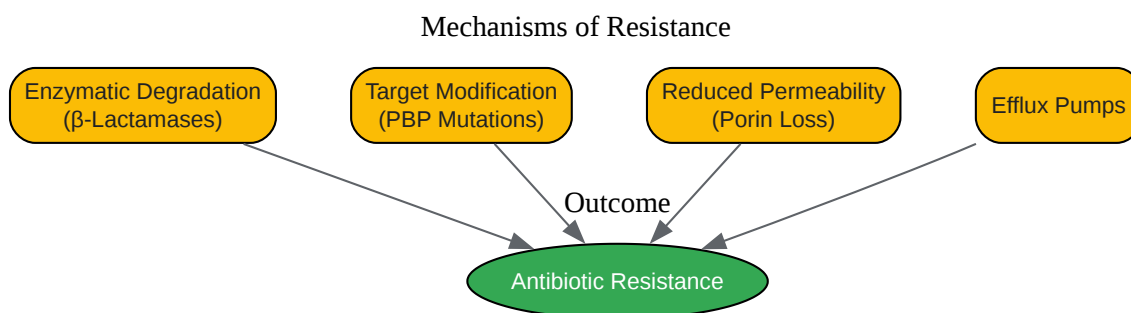 Mechanisms of Resistance
Enzymatic Degradation
(β-Lactamases)
Target Modification
(PBP Mutations)
Reduced Permeability
(Porin Loss)
Efflux Pumps
Outcome
Antibiotic Resistance